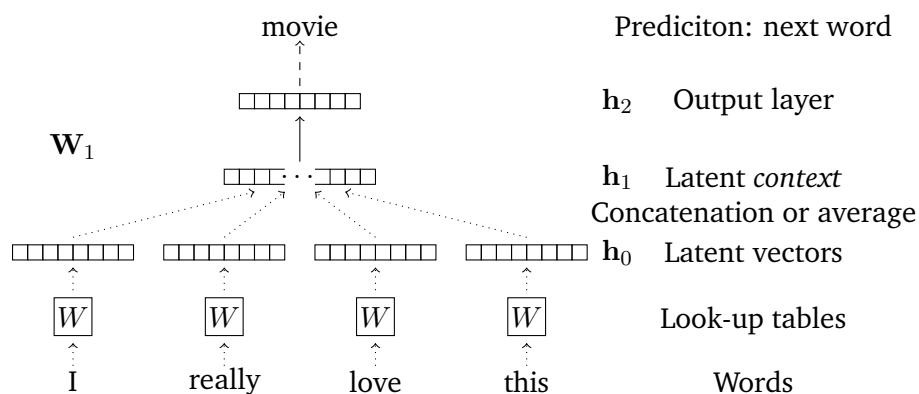 movie Prediciton: next word
h₂ Output layer
W₁
· · · h₁ Latent context
Concatenation or average
h₀ Latent vectors
W W W W Look-up tables
I really love this Words